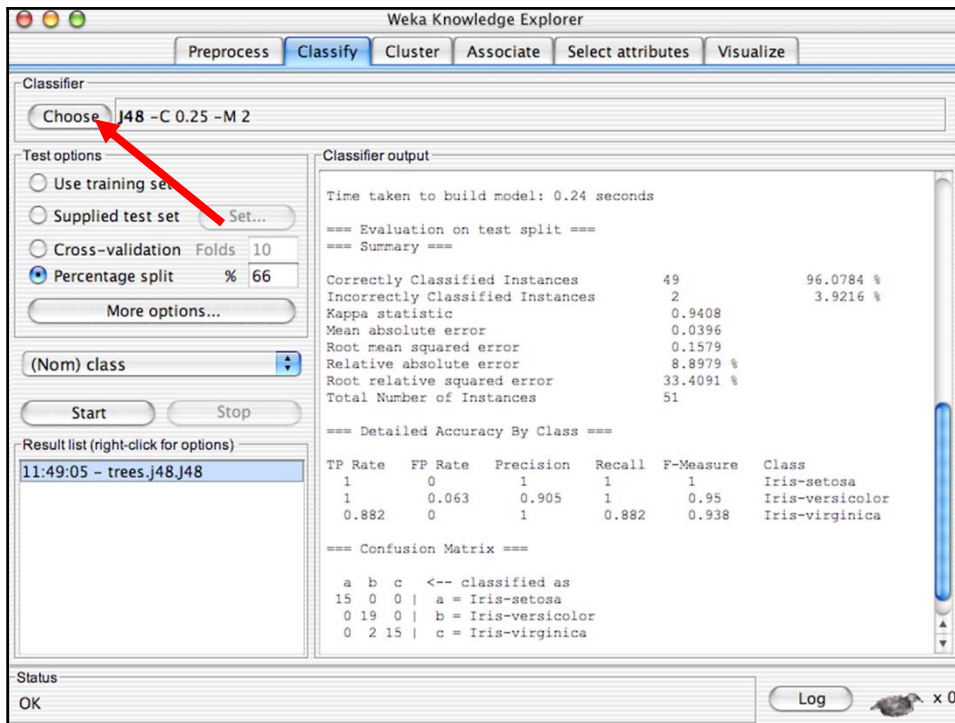 Weka Knowledge Explorer
Preprocess Classify Cluster Associate Select attributes Visualize
Classifier
Choose J48 -C 0.25 -M 2
Test options
Use training set
Supplied test set Set...
Cross-validation Folds 10
Percentage split % 66
More options...
(Nom) class
Start Stop
Result list (right-click for options)
11:49:05 - trees.j48.J48
Classifier output
Time taken to build model: 0.24 seconds
=== Evaluation on test split ===
=== Summary ===
Correctly Classified Instances 49 96.0784 %
Incorrectly Classified Instances 2 3.9216 %
Kappa statistic 0.9408
Mean absolute error 0.0396
Root mean squared error 0.1579
Relative absolute error 8.8979 %
Root relative squared error 33.4091 %
Total Number of Instances 51
=== Detailed Accuracy By Class ===
TP Rate FP Rate Precision Recall F-Measure Class
1 0 1 1 1 Iris-setosa
1 0.063 0.905 1 0.95 Iris-versicolor
0.882 0 1 0.882 0.938 Iris-virginica
=== Confusion Matrix ===
a b c <-- classified as
15 0 0 | a = Iris-setosa
0 19 0 | b = Iris-versicolor
0 2 15 | c = Iris-virginica
Status
OK
Log x 0